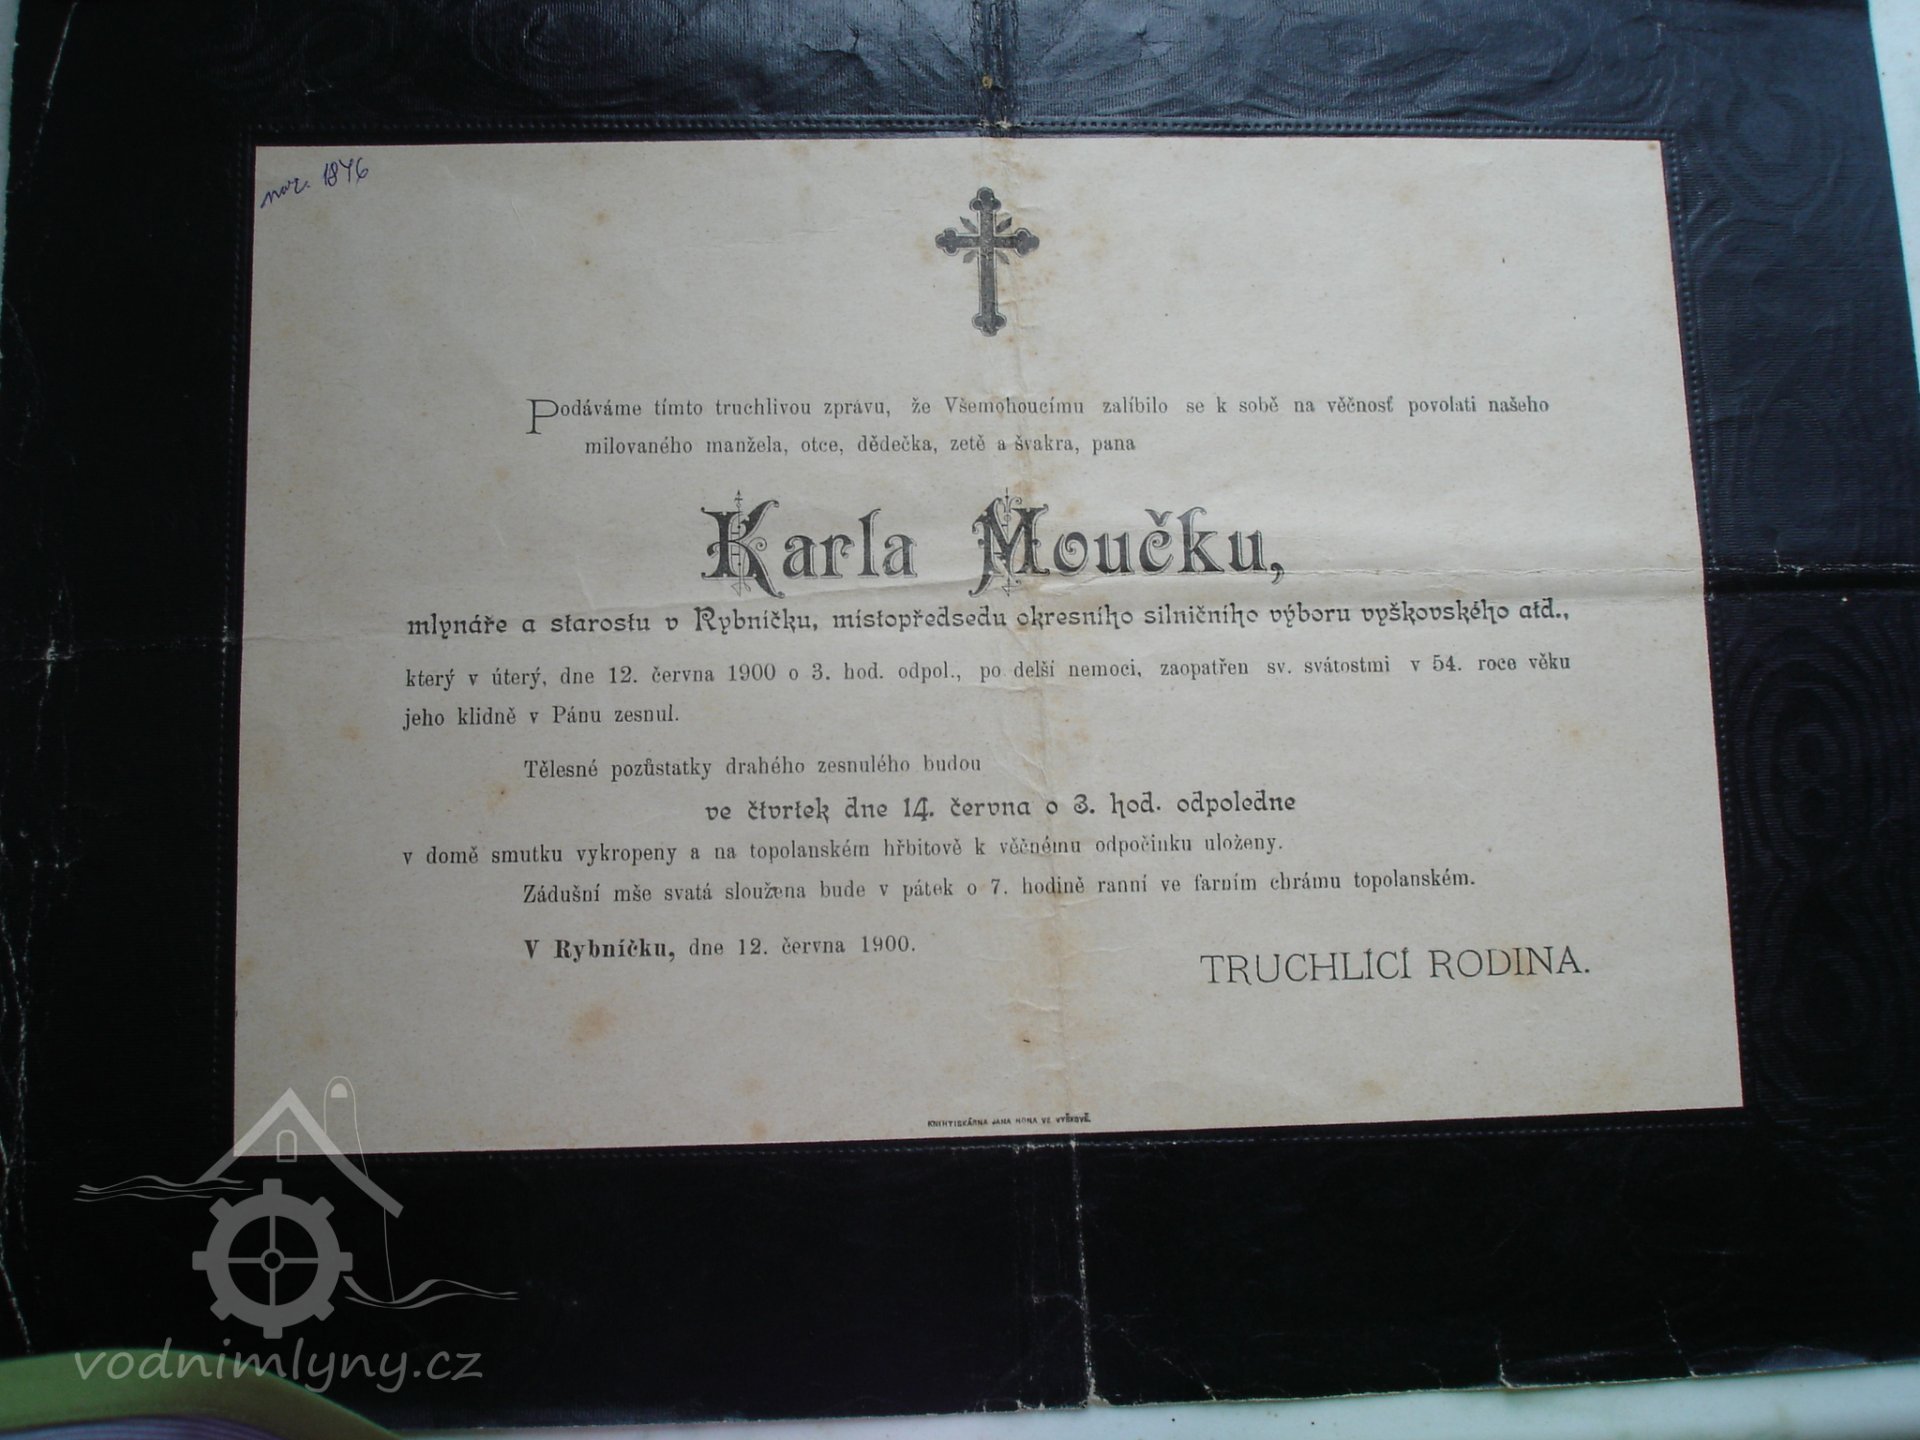 nar. 1846
Podáváme tímto truchlivou zprávu, že Všemohoucímu zalíbilo se k sobě na věčnosť povolati našeho
milovaného manžela, otce, dědečka, zetě a švakra, pana
Karla Moučku,
mlynáře a starostu v Rybníčku, místopředsedu okresního silničního výboru vyškovského atd.,
který v úterý, dne 12. června 1900 o 3. hod. odpol., po delší nemoci, zaopatřen sv. svátostmi v 54. roce věku
jeho klidně v Pánu zesnul.
Tělesné pozůstatky drahého zesnulého budou
ve čtvrtek dne 14. června o 3. hod. odpoledne
v domě smutku vykropeny a na topolanském hřbitově k věčnému odpočinku uloženy.
Zádušní mše svatá sloužena bude v pátek o 7. hodině ranní ve farním chrámu topolanském.
V Rybníčku, dne 12. června 1900.
TRUCHLÍCÍ RODINA.
KNIHTISKÁRNA JANA HONA VE VYŠKOVĚ.
vodnimlyny.cz